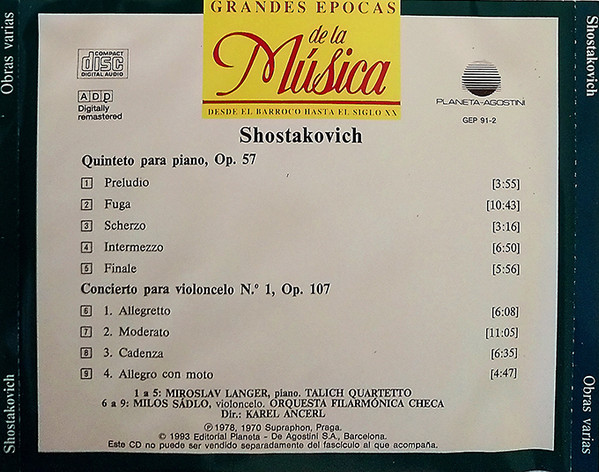 GRANDES EPOCAS
de la
Música
DESDE EL BARROCO HASTA EL SIGLO XX
COMPACT
disc
DIGITAL AUDIO
ADD
Digitally
remastered
PLANETA-AGOSTINI
GEP 91-2
Shostakovich
Quinteto para piano, Op. 57
1 Preludio [3:55]
2 Fuga [10:43]
3 Scherzo [3:16]
4 Intermezzo [6:50]
5 Finale [5:56]
Concierto para violoncelo N.º 1, Op. 107
6 1. Allegretto [6:08]
7 2. Moderato [11:05]
8 3. Cadenza [6:35]
9 4. Allegro con moto [4:47]
1 a 5: MIROSLAV LANGER, piano. TALICH QUARTETTO
6 a 9: MILOS SÁDLO, violoncelo. ORQUESTA FILARMÓNICA CHECA
Dir.: KAREL ANCERL
℗ 1978, 1970 Supraphon, Praga.
© 1993 Editorial Planeta - De Agostini S.A., Barcelona.
Este CD no puede ser vendido separadamente del fascículo al que acompaña.
Shostakovich
Obras varias
Shostakovich
Obras varias